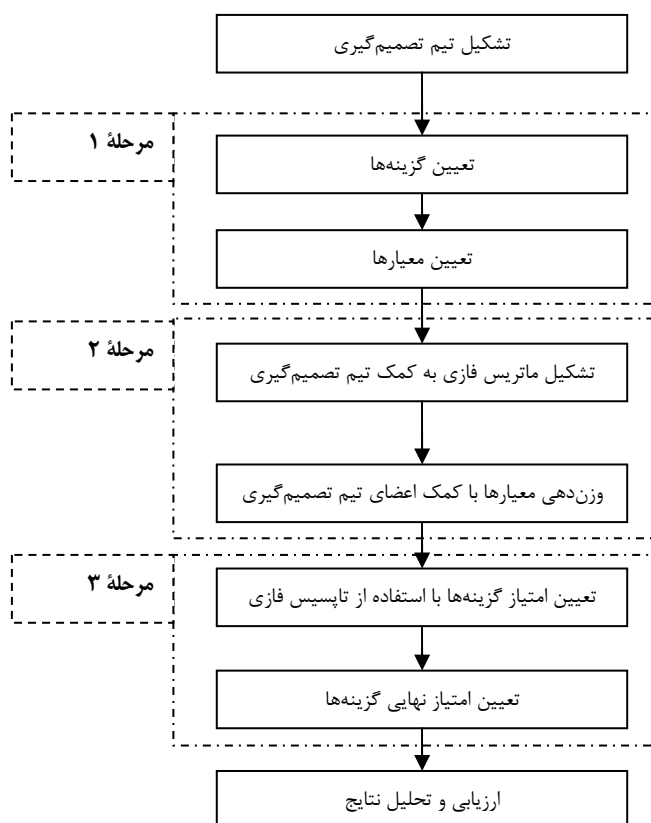 تشکیل تیم تصمیم‌گیری
مرحلهٔ ۱
تعیین گزینه‌ها
تعیین معیارها
مرحلهٔ ۲
تشکیل ماتریس فازی به کمک تیم تصمیم‌گیری
وزن‌دهی معیارها با کمک اعضای تیم تصمیم‌گیری
مرحلهٔ ۳
تعیین امتیاز گزینه‌ها با استفاده از تاپسیس فازی
تعیین امتیاز نهایی گزینه‌ها
ارزیابی و تحلیل نتایج